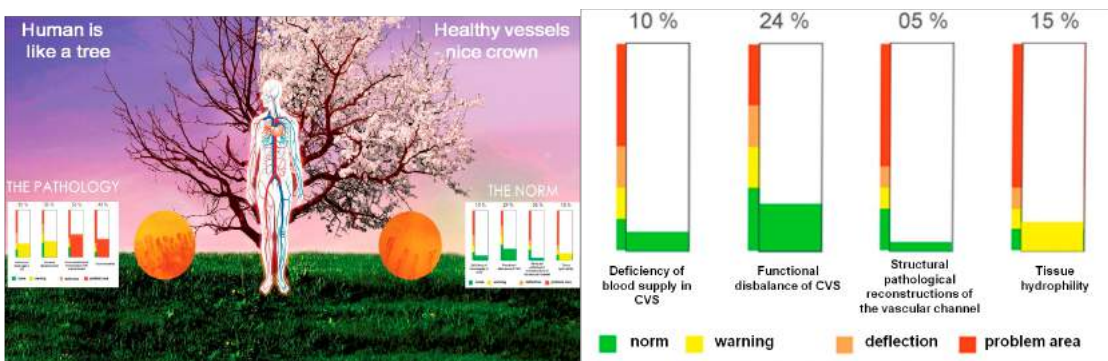 Human is
like a tree
Healthy vessels
- nice crown
THE PATHOLOGY
THE NORM
10 %
24 %
05 %
15 %
Deficiency of
blood supply in
CVS
Functional
disbalance of CVS
Structural
pathological
reconstructions of
the vascular channel
Tissue
hydrophility
norm
warning
deflection
problem area